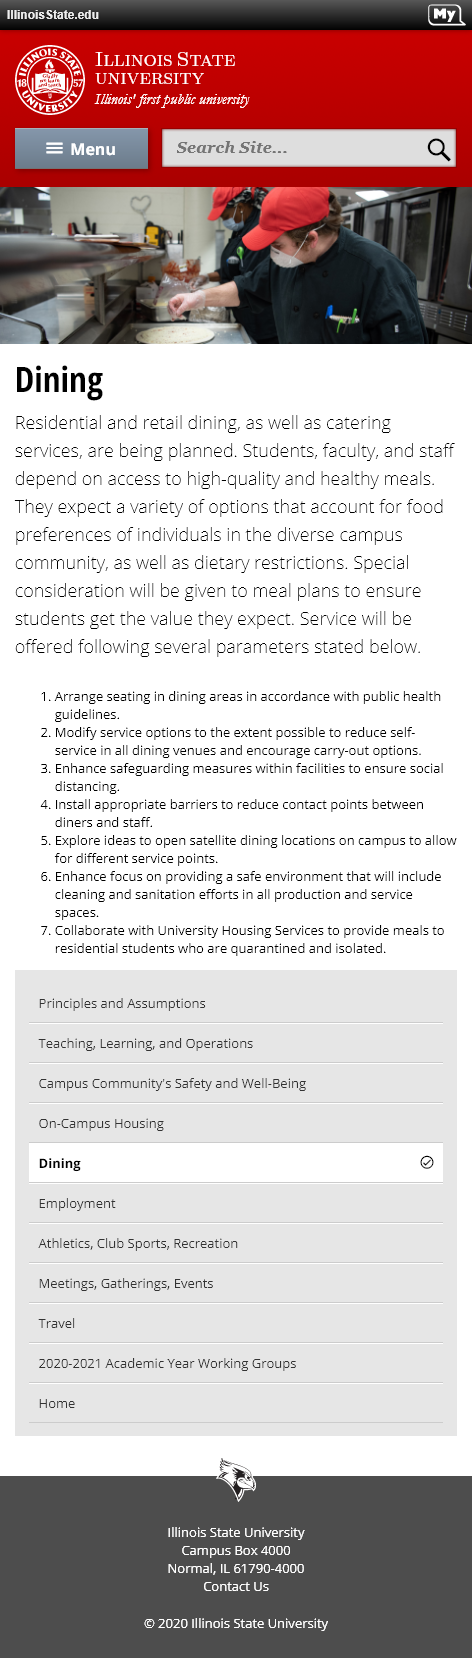 IllinoisState.edu
My
ILLINOIS STATE UNIVERSITY
18 57
Gladly we learn and teach
ILLINOIS STATE
UNIVERSITY
Illinois' first public university
Menu
Search Site...
Dining
Residential and retail dining, as well as catering
services, are being planned. Students, faculty, and staff
depend on access to high-quality and healthy meals.
They expect a variety of options that account for food
preferences of individuals in the diverse campus
community, as well as dietary restrictions. Special
consideration will be given to meal plans to ensure
students get the value they expect. Service will be
offered following several parameters stated below.
1. Arrange seating in dining areas in accordance with public health
guidelines.
2. Modify service options to the extent possible to reduce self-
service in all dining venues and encourage carry-out options.
3. Enhance safeguarding measures within facilities to ensure social
distancing.
4. Install appropriate barriers to reduce contact points between
diners and staff.
5. Explore ideas to open satellite dining locations on campus to allow
for different service points.
6. Enhance focus on providing a safe environment that will include
cleaning and sanitation efforts in all production and service
spaces.
7. Collaborate with University Housing Services to provide meals to
residential students who are quarantined and isolated.
Principles and Assumptions
Teaching, Learning, and Operations
Campus Community's Safety and Well-Being
On-Campus Housing
Dining
Employment
Athletics, Club Sports, Recreation
Meetings, Gatherings, Events
Travel
2020-2021 Academic Year Working Groups
Home
Illinois State University
Campus Box 4000
Normal, IL 61790-4000
Contact Us
© 2020 Illinois State University